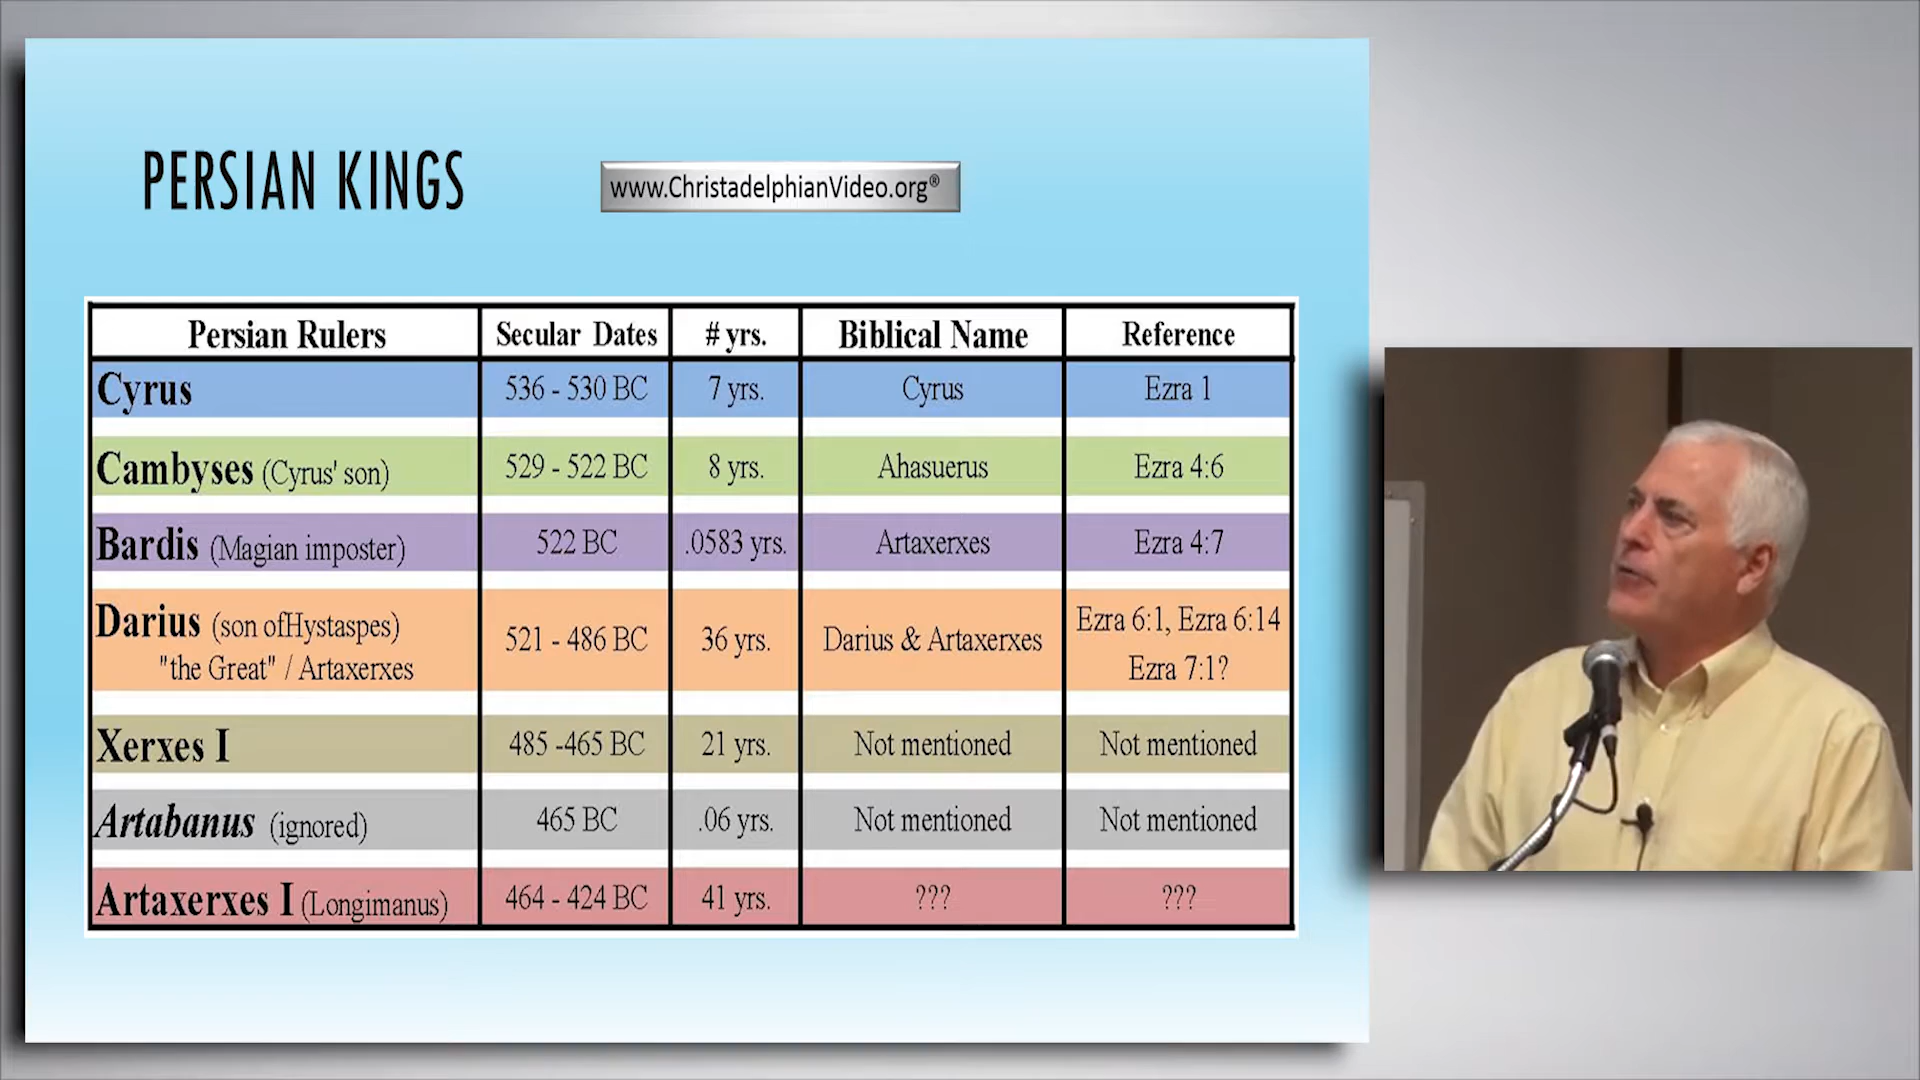 PERSIAN KINGS
www.ChristadelphianVideo.org®
Persian Rulers Secular Dates # yrs. Biblical Name Reference
Cyrus 536 - 530 BC 7 yrs. Cyrus Ezra 1
Cambyses (Cyrus' son) 529 - 522 BC 8 yrs. Ahasuerus Ezra 4:6
Bardis (Magian imposter) 522 BC .0583 yrs. Artaxerxes Ezra 4:7
Darius (son ofHystaspes) 521 - 486 BC 36 yrs. Darius & Artaxerxes Ezra 6:1, Ezra 6:14
"the Great" / Artaxerxes Ezra 7:1?
Xerxes I 485 -465 BC 21 yrs. Not mentioned Not mentioned
Artabanus (ignored) 465 BC .06 yrs. Not mentioned Not mentioned
Artaxerxes I (Longimanus) 464 - 424 BC 41 yrs. ??? ???